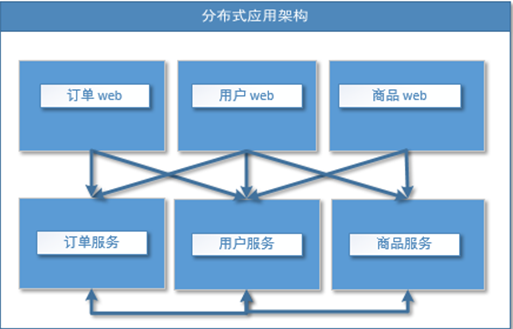 分布式应用架构
订单 web
用户 web
商品 web
订单服务
用户服务
商品服务